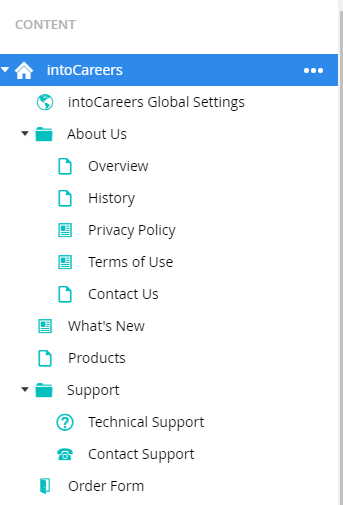 CONTENT
intoCareers
intoCareers Global Settings
About Us
Overview
History
Privacy Policy
Terms of Use
Contact Us
What's New
Products
Support
Technical Support
Contact Support
Order Form